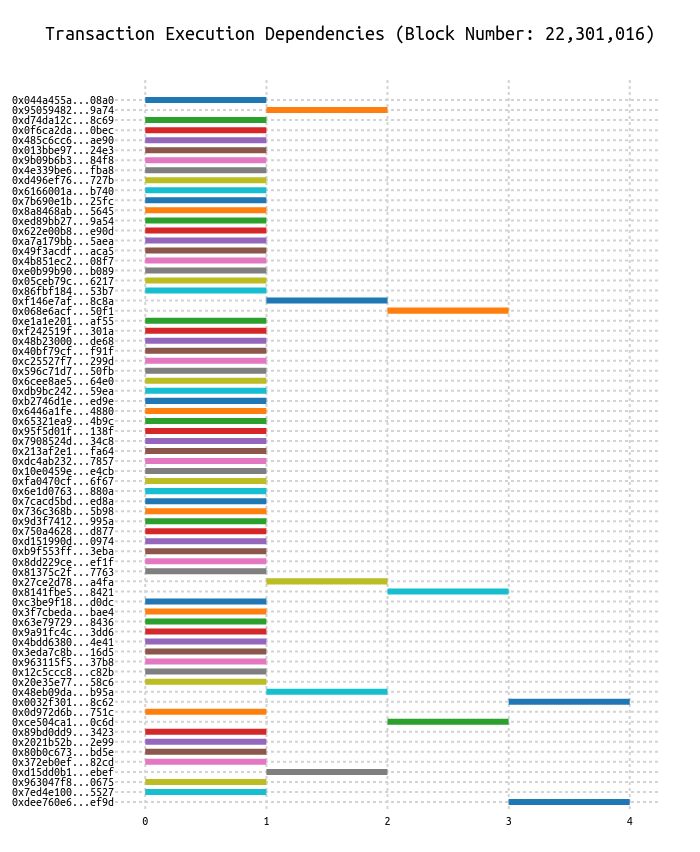 Transaction Execution Dependencies (Block Number: 22,301,016)
0x044a455a...08a0
0x95059482...9a74
0xd74da12c...8c69
0x0f6ca2da...0bec
0x485c6cc6...ae90
0x013bbe97...24e3
0x9b09b6b3...84f8
0x4e339be6...fba8
0xd496ef76...727b
0x6166001a...b740
0x7b690e1b...25fc
0x8a8468ab...5645
0xed89bb27...9a54
0x622e00b8...e90d
0xa7a179bb...5aea
0x49f3acdf...aca5
0x4b851ec2...08f7
0xe0b99b90...b089
0x05ceb79c...6217
0x86fbf184...53b7
0xf146e7af...8c8a
0x068e6acf...50f1
0xe1a1e201...af55
0xf242519f...301a
0x48b23000...de68
0x40bf79cf...f91f
0xc25527f7...299d
0x596c71d7...50fb
0x6cee8ae5...64e0
0xdb9bc242...59ea
0xb2746d1e...ed9e
0x6446a1fe...4880
0x65321ea9...4b9c
0x95f5d01f...138f
0x7908524d...34c8
0x213af2e1...fa64
0xdc4ab232...7857
0x10e0459e...e4cb
0xfa0470cf...6f67
0x6e1d0763...880a
0x7cacd5bd...ed8a
0x736c368b...5b98
0x9d3f7412...995a
0x750a4628...d877
0xd151990d...0974
0xb9f553ff...3eba
0x8dd229ce...ef1f
0x81375c2f...7763
0x27ce2d78...a4fa
0x8141fbe5...8421
0xc3be9f18...d0dc
0x3f7cbeda...bae4
0x63e79729...8436
0x9a91fc4c...3dd6
0x4bdd6380...4e41
0x3eda7c8b...16d5
0x963115f5...37b8
0x12c5ccc8...c82b
0x20e35e77...58c6
0x48eb09da...b95a
0x0032f301...8c62
0x0d972d6b...751c
0xce504ca1...0c6d
0x89bd0dd9...3423
0x2021b52b...2e99
0x80b0c673...bd5e
0x372eb0ef...82cd
0xd15dd0b1...ebef
0x963047f8...0675
0x7ed4e100...5527
0xdee760e6...ef9d
0 1 2 3 4